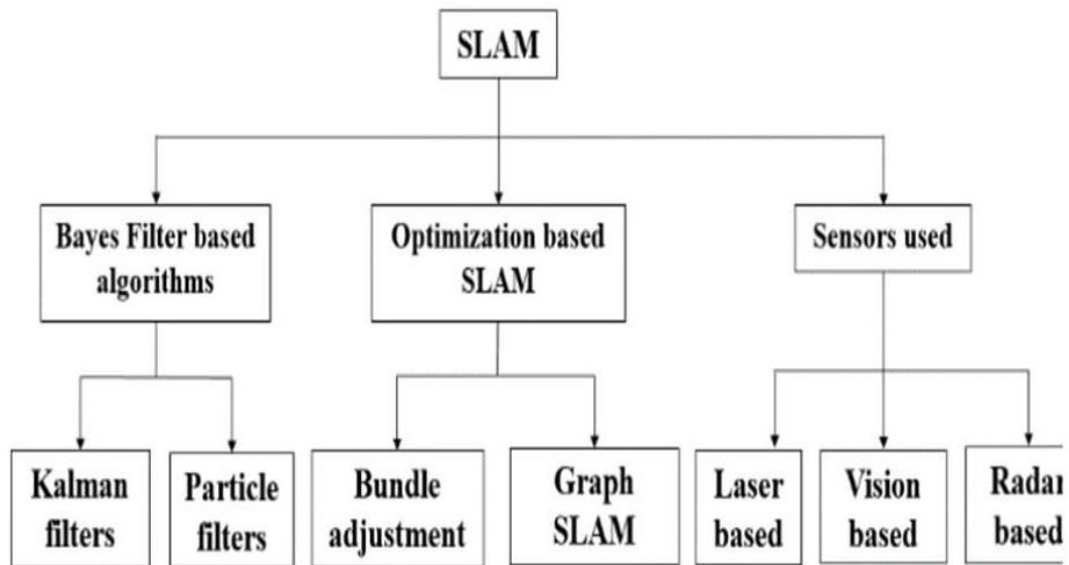 SLAM
Bayes Filter based
algorithms
Optimization based
SLAM
Sensors used
Kalman
filters
Particle
filters
Bundle
adjustment
Graph
SLAM
Laser
based
Vision
based
Radar
based